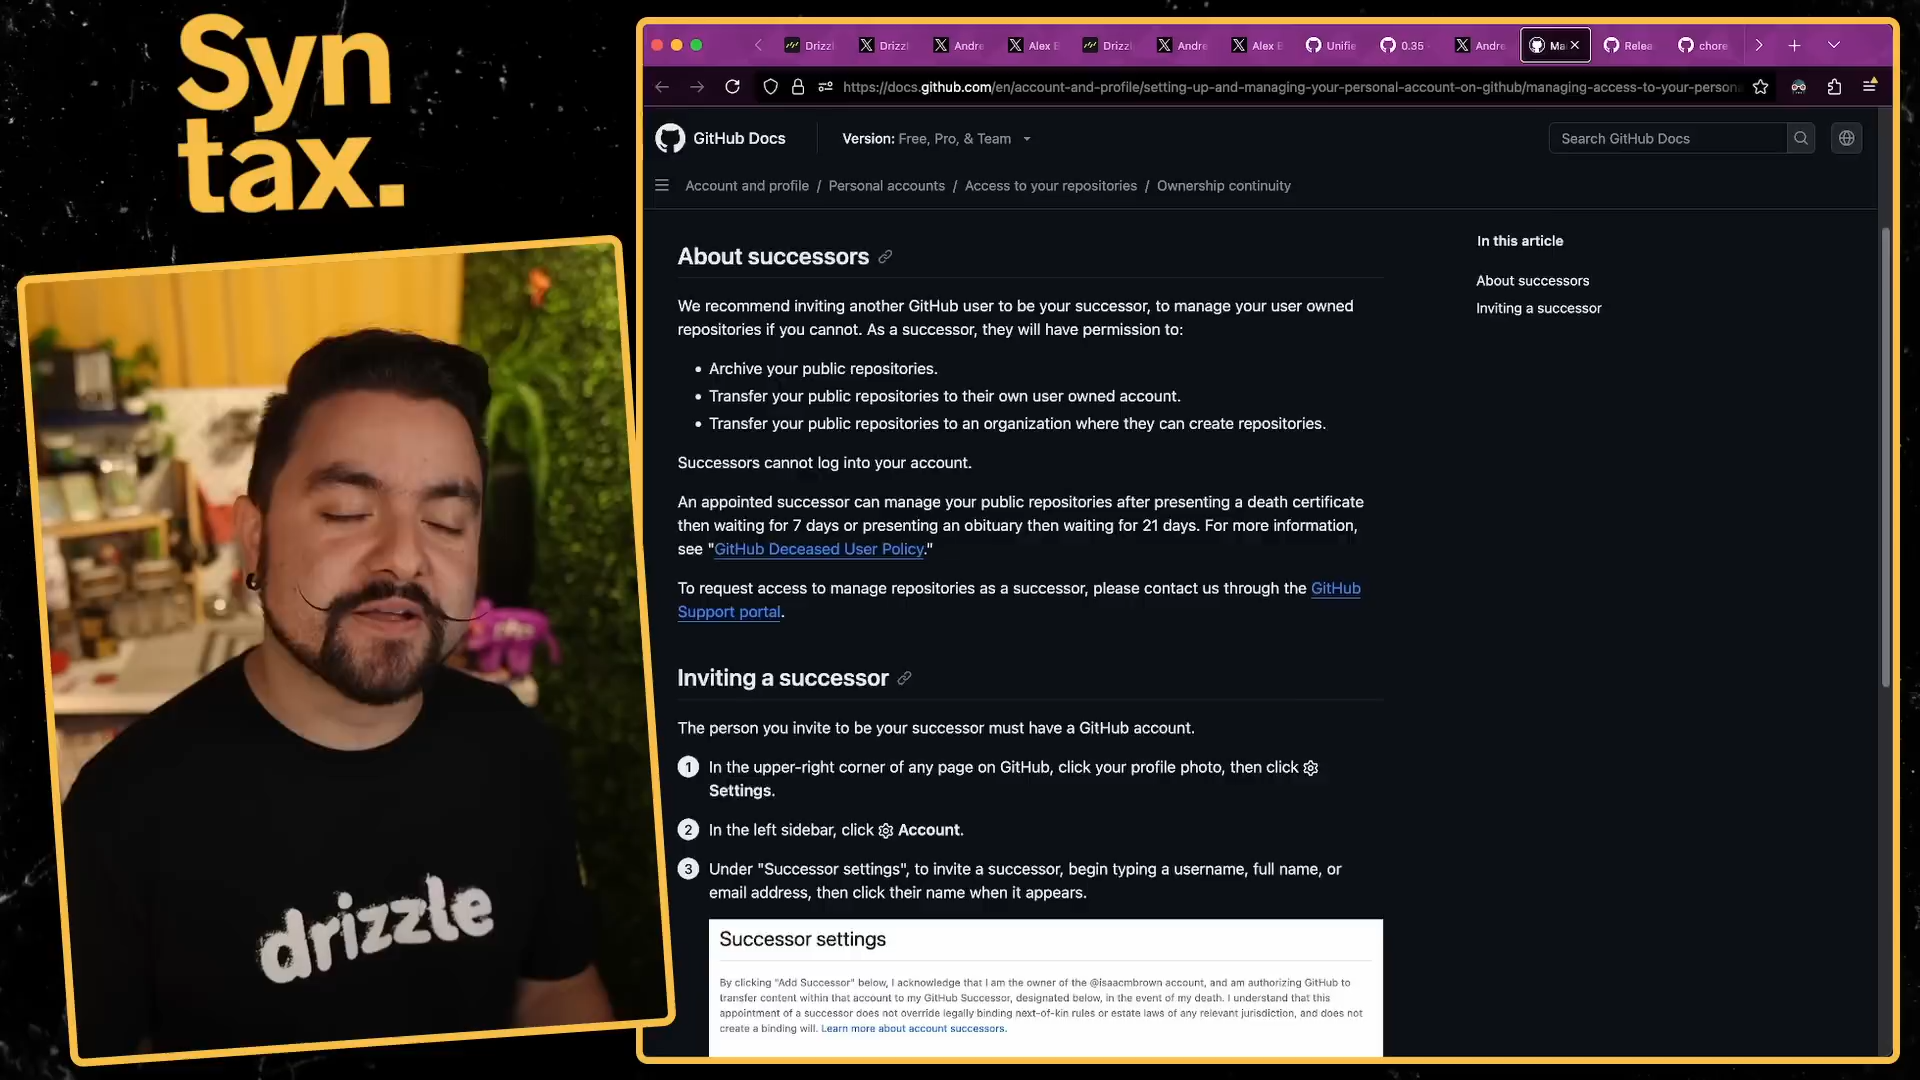 Syn
tax.
drizzle
Drizzl
Drizzl
Andre
Alex E
Drizzl
Andre
Alex E
Unifie
0.35
Andre
Ma
Relea
chore
https://docs.github.com/en/account-and-profile/setting-up-and-managing-your-personal-account-on-github/managing-access-to-your-person
GitHub Docs
Version: Free, Pro, & Team
Search GitHub Docs
Account and profile / Personal accounts / Access to your repositories / Ownership continuity
About successors
We recommend inviting another GitHub user to be your successor, to manage your user owned
repositories if you cannot. As a successor, they will have permission to:
• Archive your public repositories.
• Transfer your public repositories to their own user owned account.
• Transfer your public repositories to an organization where they can create repositories.
Successors cannot log into your account.
An appointed successor can manage your public repositories after presenting a death certificate
then waiting for 7 days or presenting an obituary then waiting for 21 days. For more information,
see "GitHub Deceased User Policy."
To request access to manage repositories as a successor, please contact us through the GitHub
Support portal.
Inviting a successor
The person you invite to be your successor must have a GitHub account.
1 In the upper-right corner of any page on GitHub, click your profile photo, then click
Settings.
2 In the left sidebar, click Account.
3 Under "Successor settings", to invite a successor, begin typing a username, full name, or
email address, then click their name when it appears.
Successor settings
By clicking "Add Successor" below, I acknowledge that I am the owner of the @isaacmbrown account, and am authorizing GitHub to
transfer content within that account to my GitHub Successor, designated below, in the event of my death. I understand that this
appointment of a successor does not override legally binding next-of-kin rules or estate laws of any relevant jurisdiction, and does not
create a binding will. Learn more about account successors.
In this article
About successors
Inviting a successor